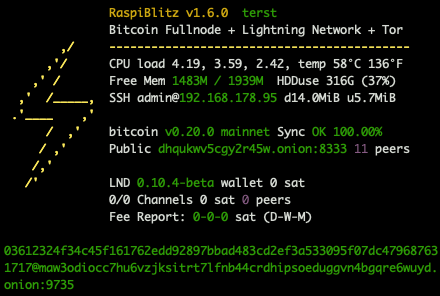 RaspiBlitz v1.6.0 terst
Bitcoin Fullnode + Lightning Network + Tor
-------------------------------------------
CPU load 4.19, 3.59, 2.42, temp 58°C 136°F
Free Mem 1483M / 1939M HDDuse 316G (37%)
SSH admin@192.168.178.95 d14.0MiB u5.7MiB
bitcoin v0.20.0 mainnet Sync OK 100.00%
Public dhqukwv5cgy2r45w.onion:8333 11 peers
LND 0.10.4-beta wallet 0 sat
0/0 Channels 0 sat 0 peers
Fee Report: 0-0-0 sat (D-W-M)
03612324f34c45f161762edd92897bbad483cd2ef3a533095f07dc47968763
1717@maw3odiocc7hu6vzjksitrt7lfnb44crdhipsoeduggvn4bgqre6wuyd.
onion:9735